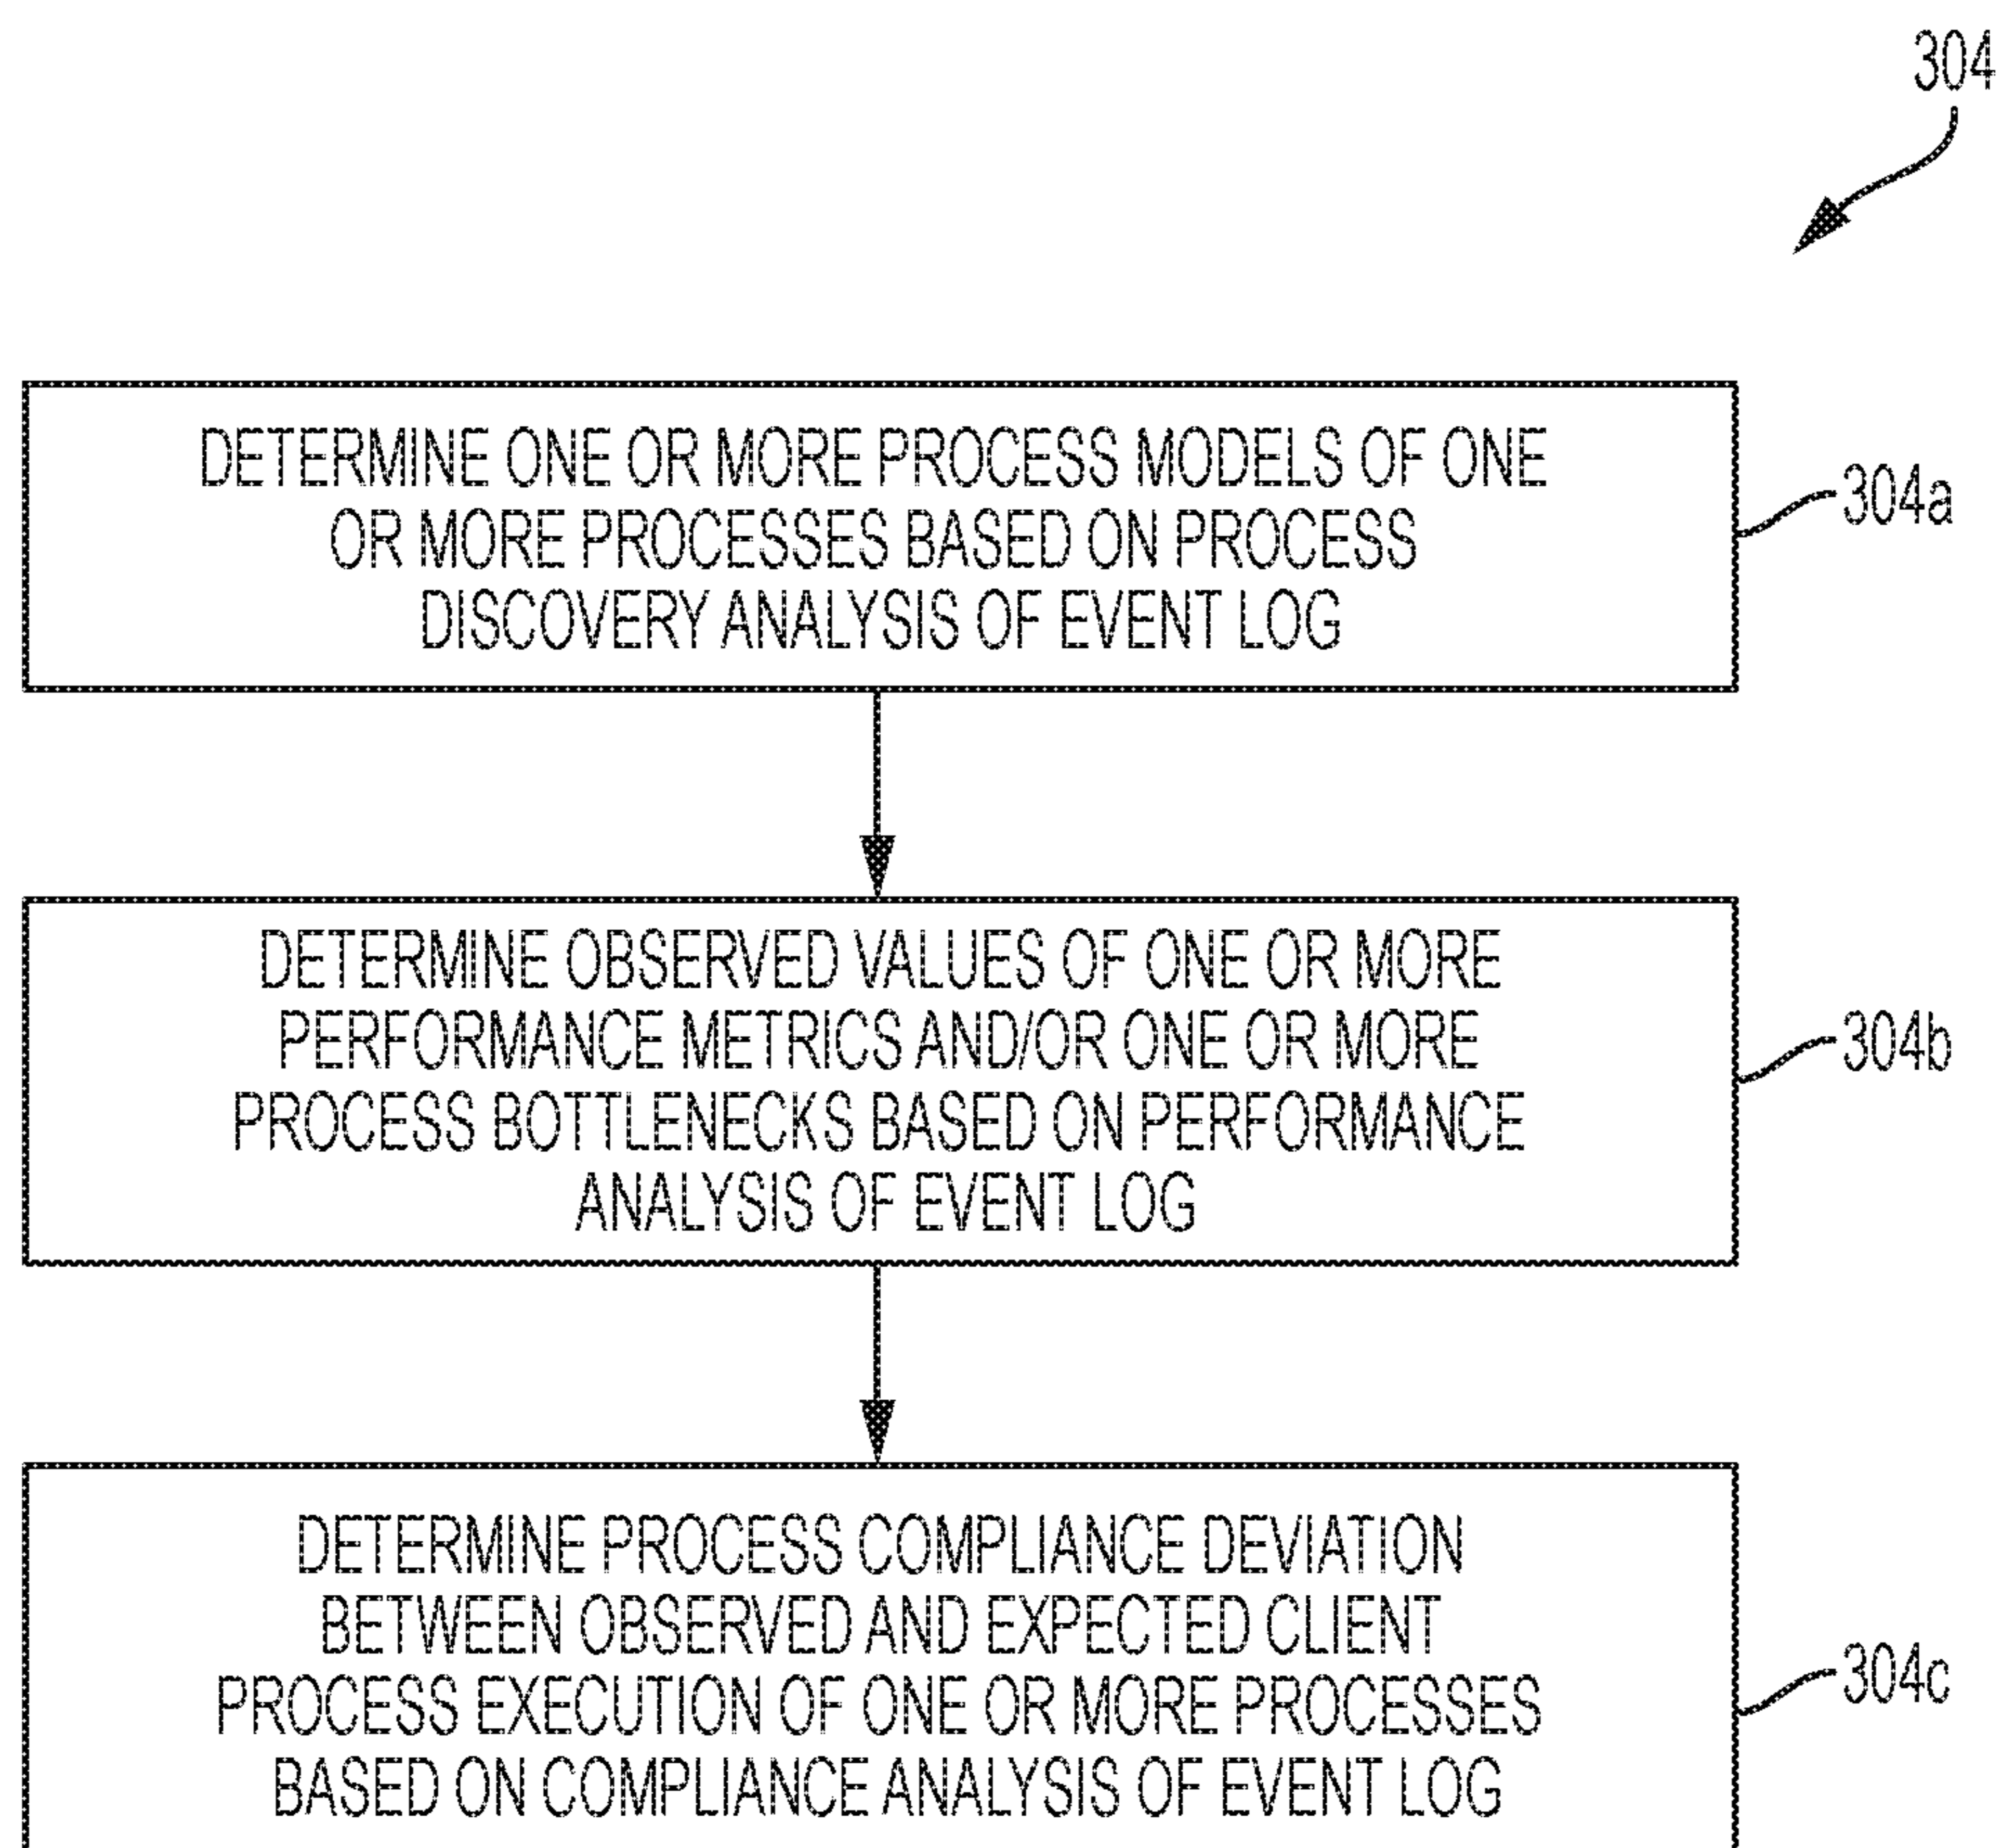 304
DETERMINE ONE OR MORE PROCESS MODELS OF ONE
OR MORE PROCESSES BASED ON PROCESS
DISCOVERY ANALYSIS OF EVENT LOG
304a
DETERMINE OBSERVED VALUES OF ONE OR MORE
PERFORMANCE METRICS AND/OR ONE OR MORE
PROCESS BOTTLENECKS BASED ON PERFORMANCE
ANALYSIS OF EVENT LOG
304b
DETERMINE PROCESS COMPLIANCE DEVIATION
BETWEEN OBSERVED AND EXPECTED CLIENT
PROCESS EXECUTION OF ONE OR MORE PROCESSES
BASED ON COMPLIANCE ANALYSIS OF EVENT LOG
304c